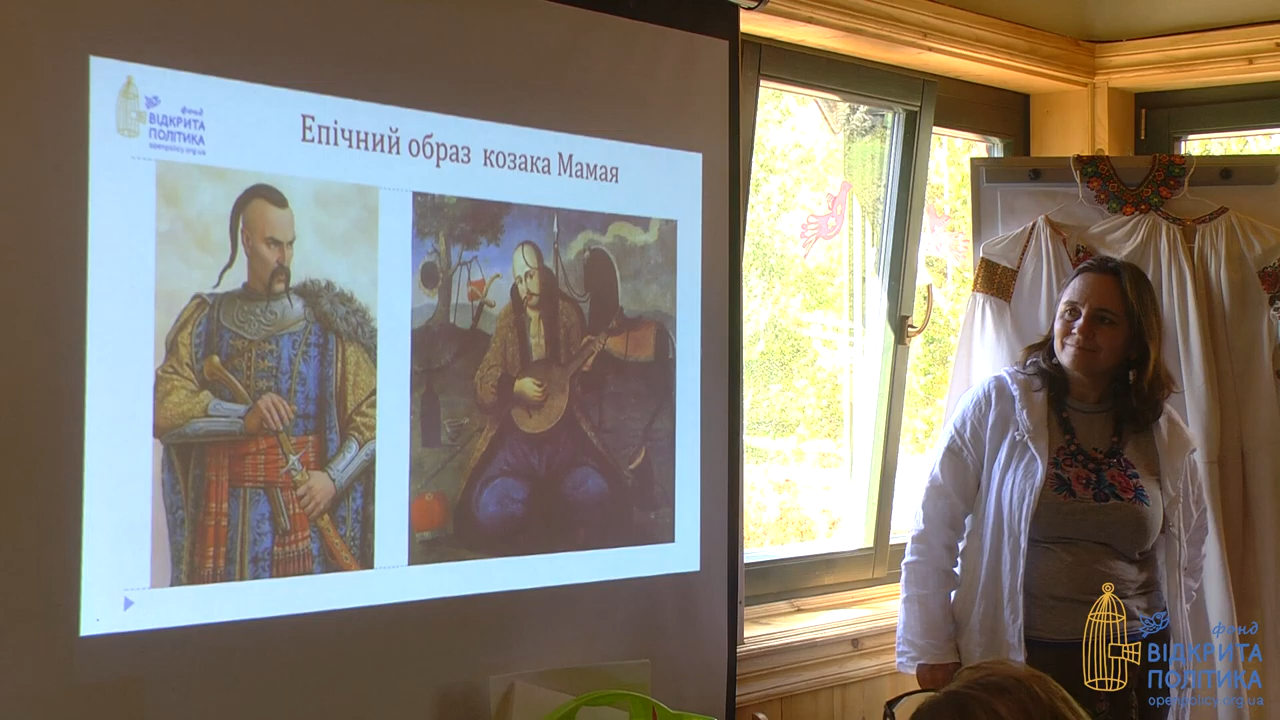 фонд
ВІДКРИТА
ПОЛІТИКА
openpolicy.org.ua
Епічний образ козака Мамая
фонд
ВІДКРИТА
ПОЛІТИКА
openpolicy.org.ua